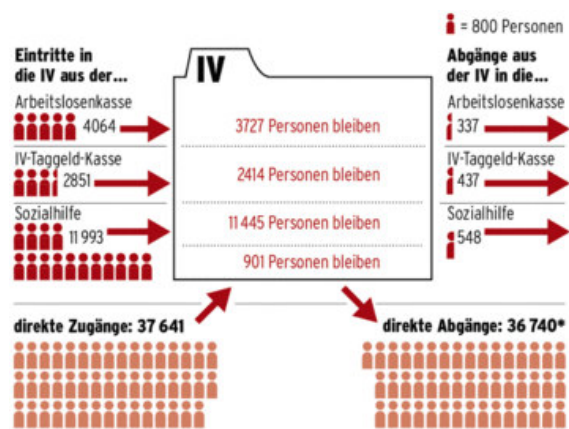 = 800 Personen
Eintritte in
die IV aus der...
IV
Abgänge aus
der IV in die...
Arbeitslosenkasse
4064
3727 Personen bleiben
Arbeitslosenkasse
337
IV-Taggeld-Kasse
2851
2414 Personen bleiben
IV-Taggeld-Kasse
437
Sozialhilfe
11 993
11 445 Personen bleiben
Sozialhilfe
548
901 Personen bleiben
direkte Zugänge: 37 641
direkte Abgänge: 36 740*